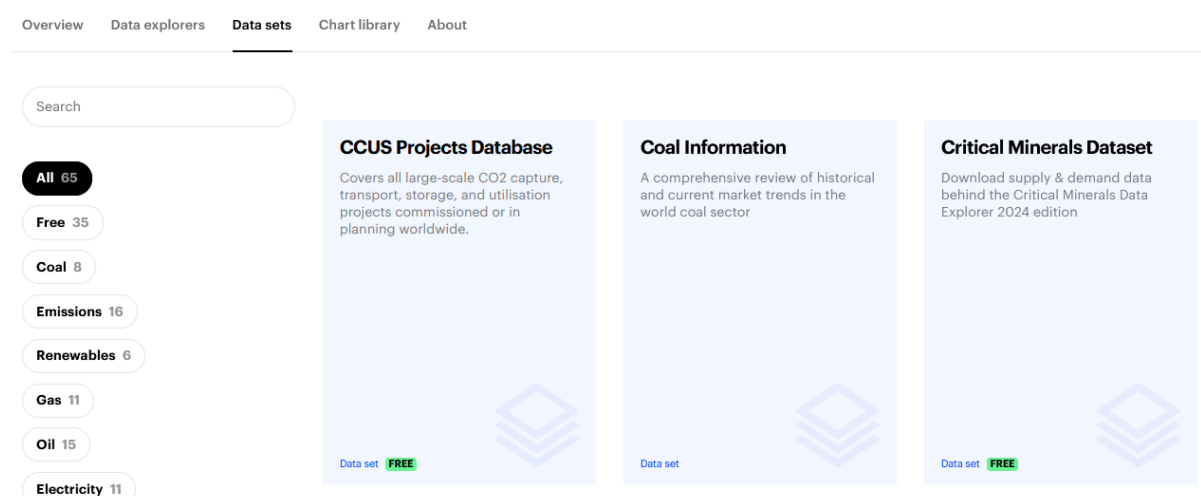 Overview Data explorers Data sets Chart library About
Search
All 65
Free 35
Coal 8
Emissions 16
Renewables 6
Gas 11
Oil 15
Electricity 11
CCUS Projects Database
Covers all large-scale CO2 capture,
transport, storage, and utilisation
projects commissioned or in
planning worldwide.
Data set FREE
Coal Information
A comprehensive review of historical
and current market trends in the
world coal sector
Data set
Critical Minerals Dataset
Download supply & demand data
behind the Critical Minerals Data
Explorer 2024 edition
Data set FREE